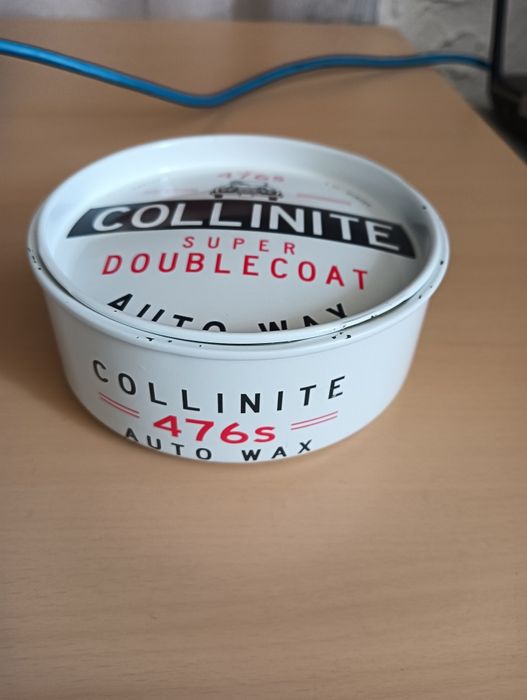 476s
COLLINITE
SUPER
DOUBLECOAT
AUTO WAX
COLLINITE
476s
AUTO WAX